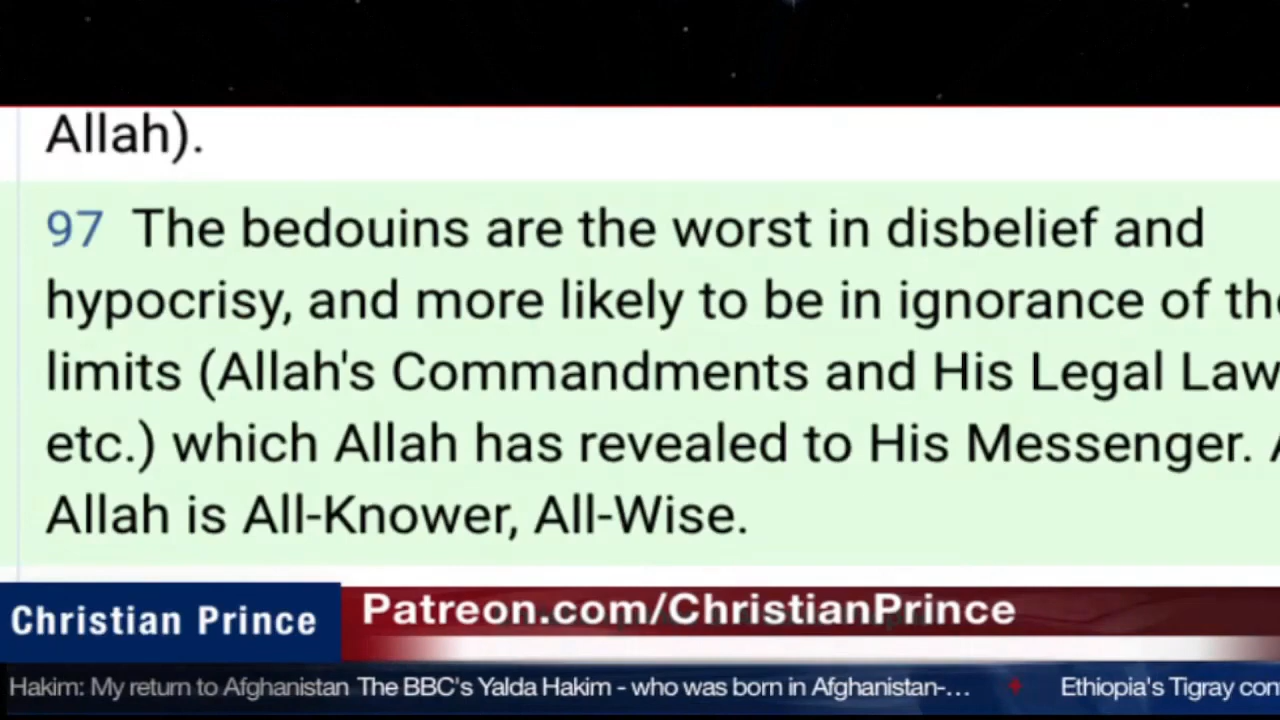 Allah).
97 The bedouins are the worst in disbelief and
hypocrisy, and more likely to be in ignorance of the
limits (Allah's Commandments and His Legal Law
etc.) which Allah has revealed to His Messenger. A
Allah is All-Knower, All-Wise.
Christian Prince
Patreon.com/ChristianPrince
Hakim: My return to Afghanistan The BBC's Yalda Hakim - who was born in Afghanistan-... Ethiopia's Tigray con